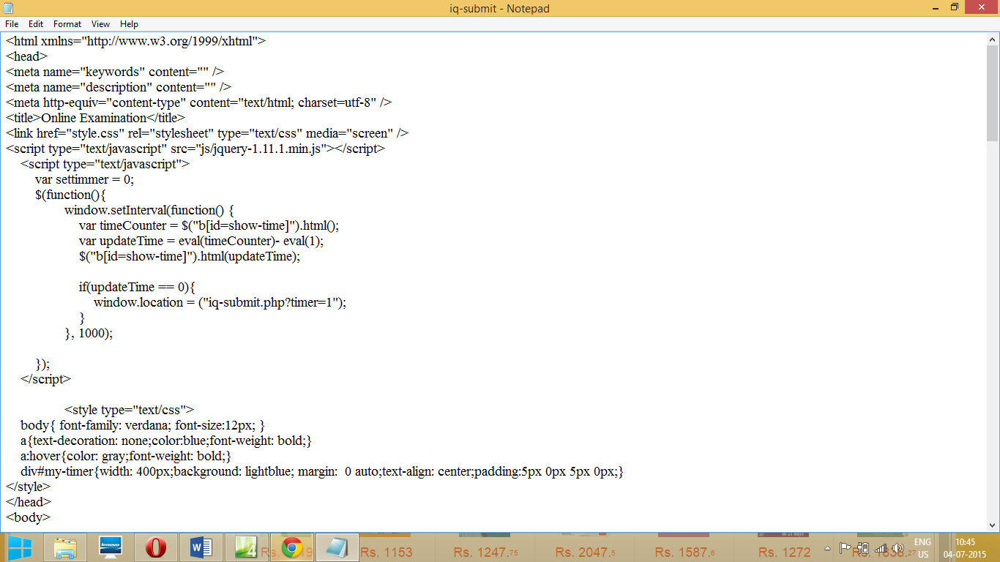 iq-submit - Notepad
File Edit Format View Help
<html xmlns="http://www.w3.org/1999/xhtml">
<head>
<meta name="keywords" content="" />
<meta name="description" content="" />
<meta http-equiv="content-type" content="text/html; charset=utf-8" />
<title>Online Examination</title>
<link href="style.css" rel="stylesheet" type="text/css" media="screen" />
<script type="text/javascript" src="js/jquery-1.11.1.min.js"></script>
<script type="text/javascript">
var settimmer = 0;
$(function(){
window.setInterval(function() {
var timeCounter = $("b[id=show-time]").html();
var updateTime = eval(timeCounter)- eval(1);
$("b[id=show-time]").html(updateTime);
if(updateTime == 0){
window.location = ("iq-submit.php?timer=1");
}
}, 1000);
});
</script>
<style type="text/css">
body{ font-family: verdana; font-size:12px; }
a{text-decoration: none;color:blue;font-weight: bold;}
a:hover{color: gray;font-weight: bold;}
div#my-timer{width: 400px;background: lightblue; margin:  0 auto;text-align: center;padding:5px 0px 5px 0px;}
</style>
</head>
<body>
lenovo
Rs. 1153 Rs. 1247.75 Rs. 2047.5 Rs. 1587.6 Rs. 1272
ENG 10:45
US 04-07-2015